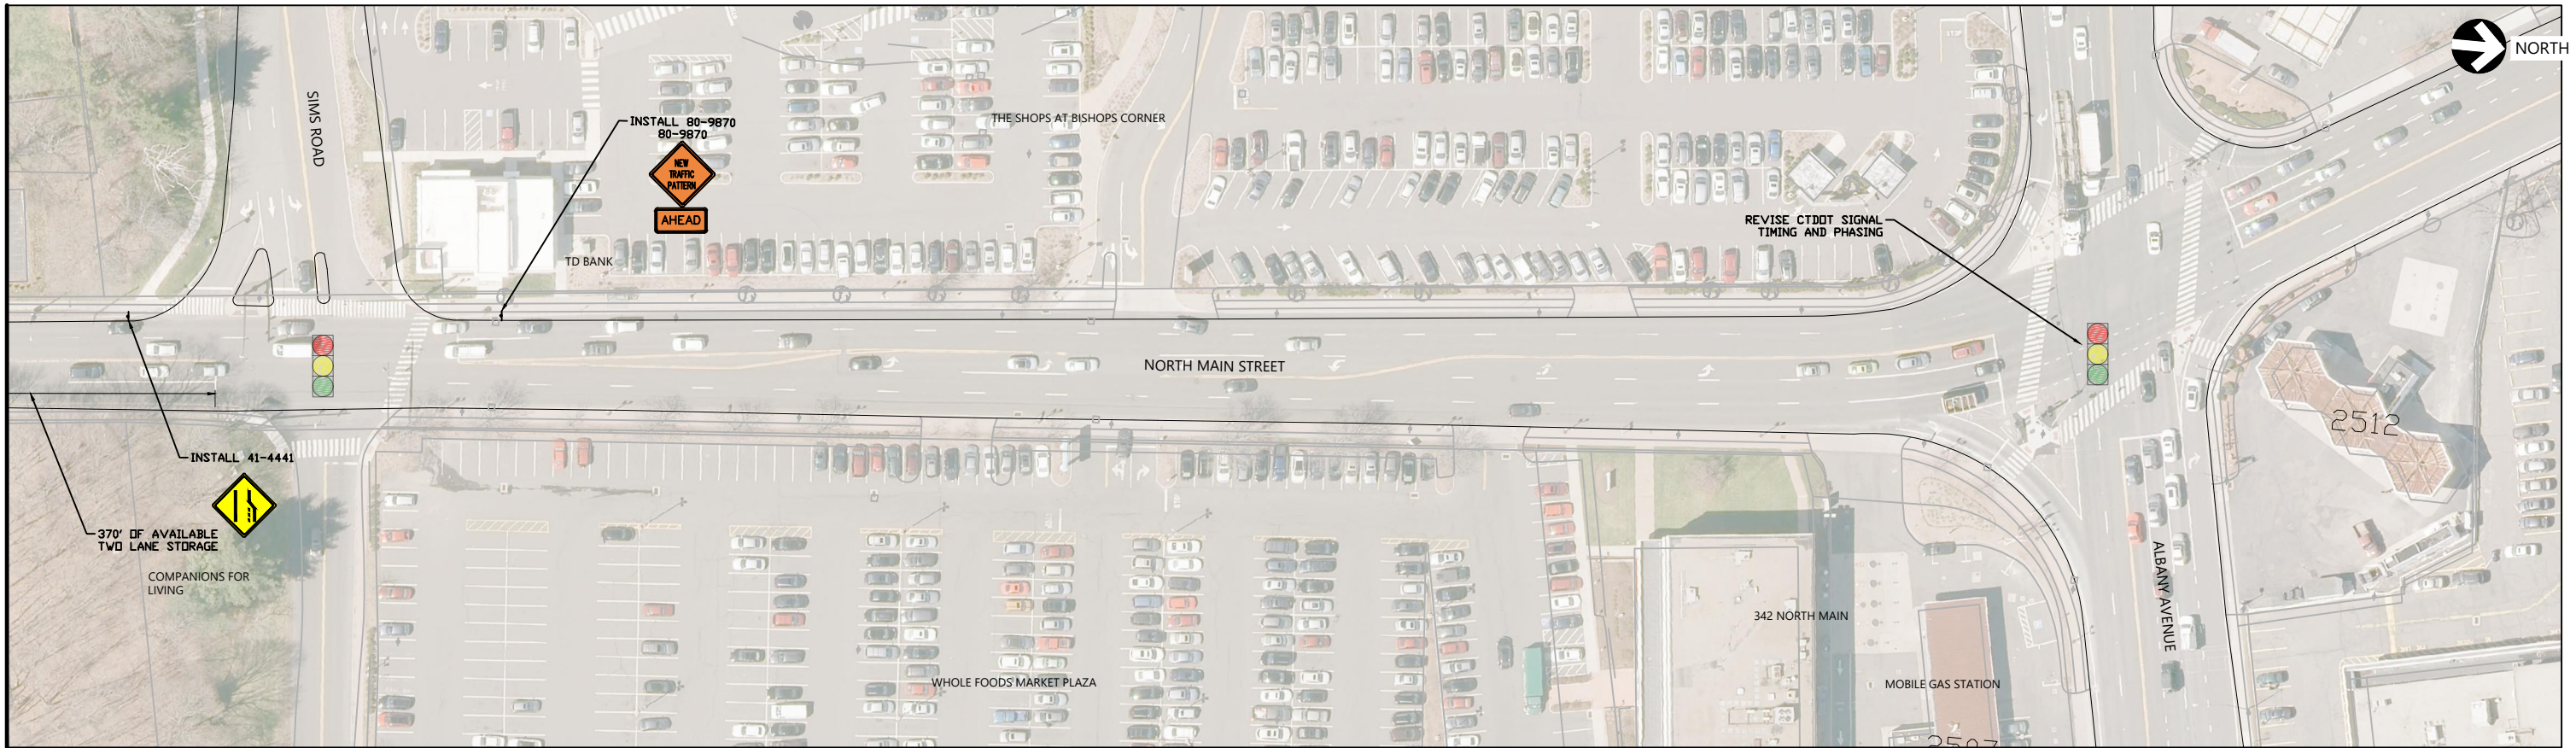 NORTH
SIMS ROAD
INSTALL 80-9870
80-9870
NEW
TRAFFIC
PATTERN
AHEAD
TD BANK
THE SHOPS AT BISHOPS CORNER
REVISE CTDOT SIGNAL
TIMING AND PHASING
NORTH MAIN STREET
INSTALL 41-4441
370' OF AVAILABLE
TWO LANE STORAGE
COMPANIONS FOR
LIVING
WHOLE FOODS MARKET PLAZA
342 NORTH MAIN
MOBILE GAS STATION
ALBANY AVENUE
2512